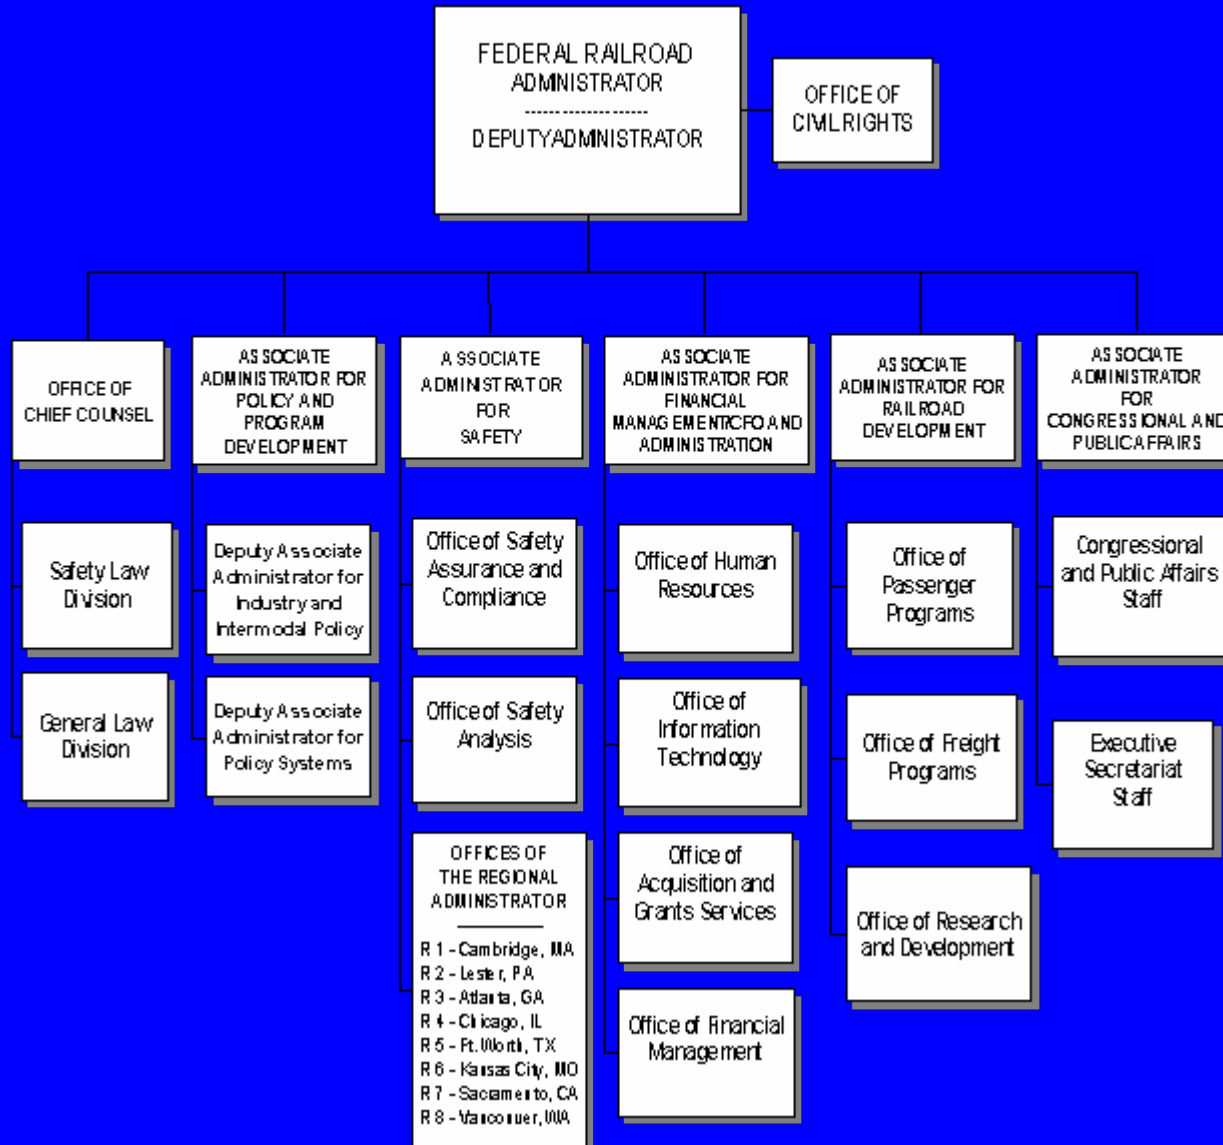 FEDERAL RAILROAD
ADMINISTRATOR
--------------------
DEPUTY ADMINISTRATOR
OFFICE OF
CIVIL RIGHTS
OFFICE OF
CHIEF COUNSEL
ASSOCIATE
ADMINISTRATOR FOR
POLICY AND
PROGRAM
DEVELOPMENT
ASSOCIATE
ADMINISTRATOR
FOR
SAFETY
ASSOCIATE
ADMINISTRATOR FOR
FINANCIAL
MANAGEMENT/CFO AND
ADMINISTRATION
ASSOCIATE
ADMINISTRATOR FOR
RAILROAD
DEVELOPMENT
ASSOCIATE
ADMINISTRATOR
FOR
CONGRESSIONAL AND
PUBLIC AFFAIRS
Safety Law
Division
General Law
Division
Deputy Associate
Administrator for
Industry and
Intermodal Policy
Deputy Associate
Administrator for
Policy Systems
Office of Safety
Assurance and
Compliance
Office of Safety
Analysis
OFFICES OF
THE REGIONAL
ADMINISTRATOR
R 1 - Cambridge, MA
R 2 - Lester, PA
R 3 - Atlanta, GA
R 4 - Chicago, IL
R 5 - Ft. Worth, TX
R 6 - Kansas City, MO
R 7 - Sacramento, CA
R 8 - Vancouver, WA
Office of Human
Resources
Office of
Information
Technology
Office of
Acquisition and
Grants Services
Office of Financial
Management
Office of
Passenger
Programs
Office of Freight
Programs
Office of Research
and Development
Congressional
and Public Affairs
Staff
Executive
Secretariat
Staff